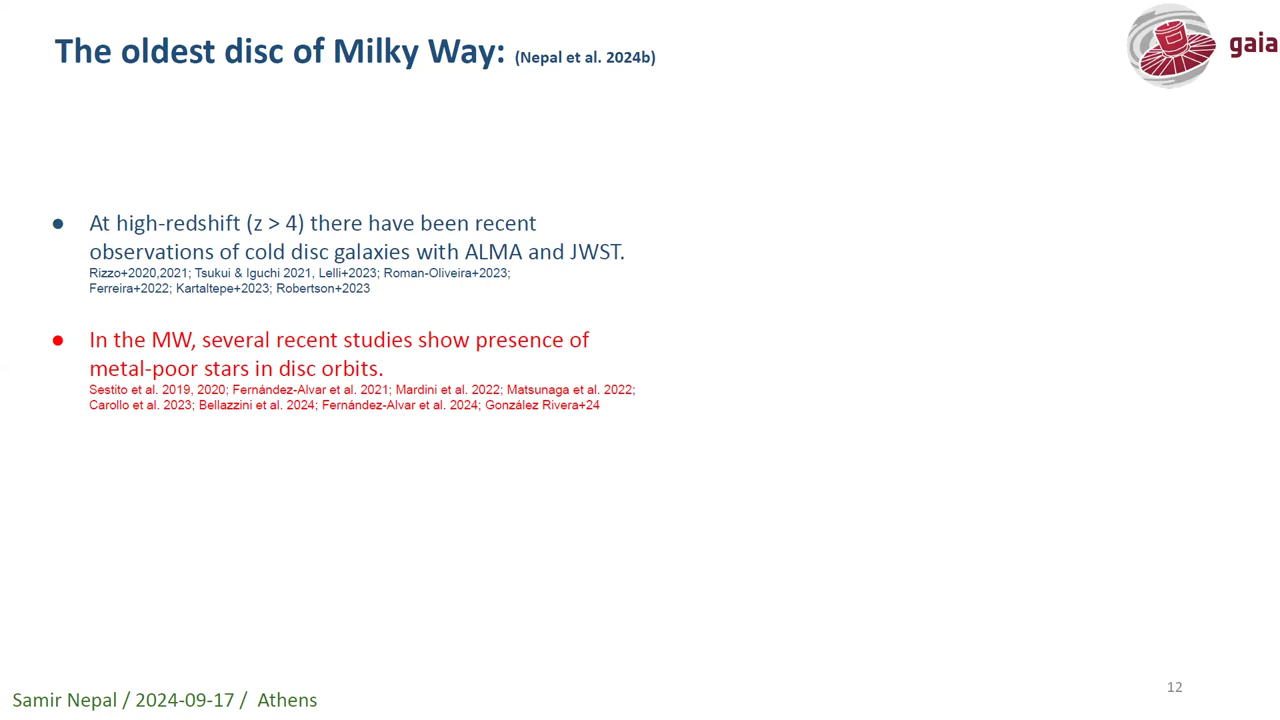 The oldest disc of Milky Way: (Nepal et al. 2024b)
gaia
● At high-redshift (z > 4) there have been recent
observations of cold disc galaxies with ALMA and JWST.
Rizzo+2020,2021; Tsukui & Iguchi 2021, Lelli+2023; Roman-Oliveira+2023;
Ferreira+2022; Kartaltepe+2023; Robertson+2023
● In the MW, several recent studies show presence of
metal-poor stars in disc orbits.
Sestito et al. 2019, 2020; Fernández-Alvar et al. 2021; Mardini et al. 2022; Matsunaga et al. 2022;
Carollo et al. 2023; Bellazzini et al. 2024; Fernández-Alvar et al. 2024; González Rivera+24
12
Samir Nepal / 2024-09-17 / Athens